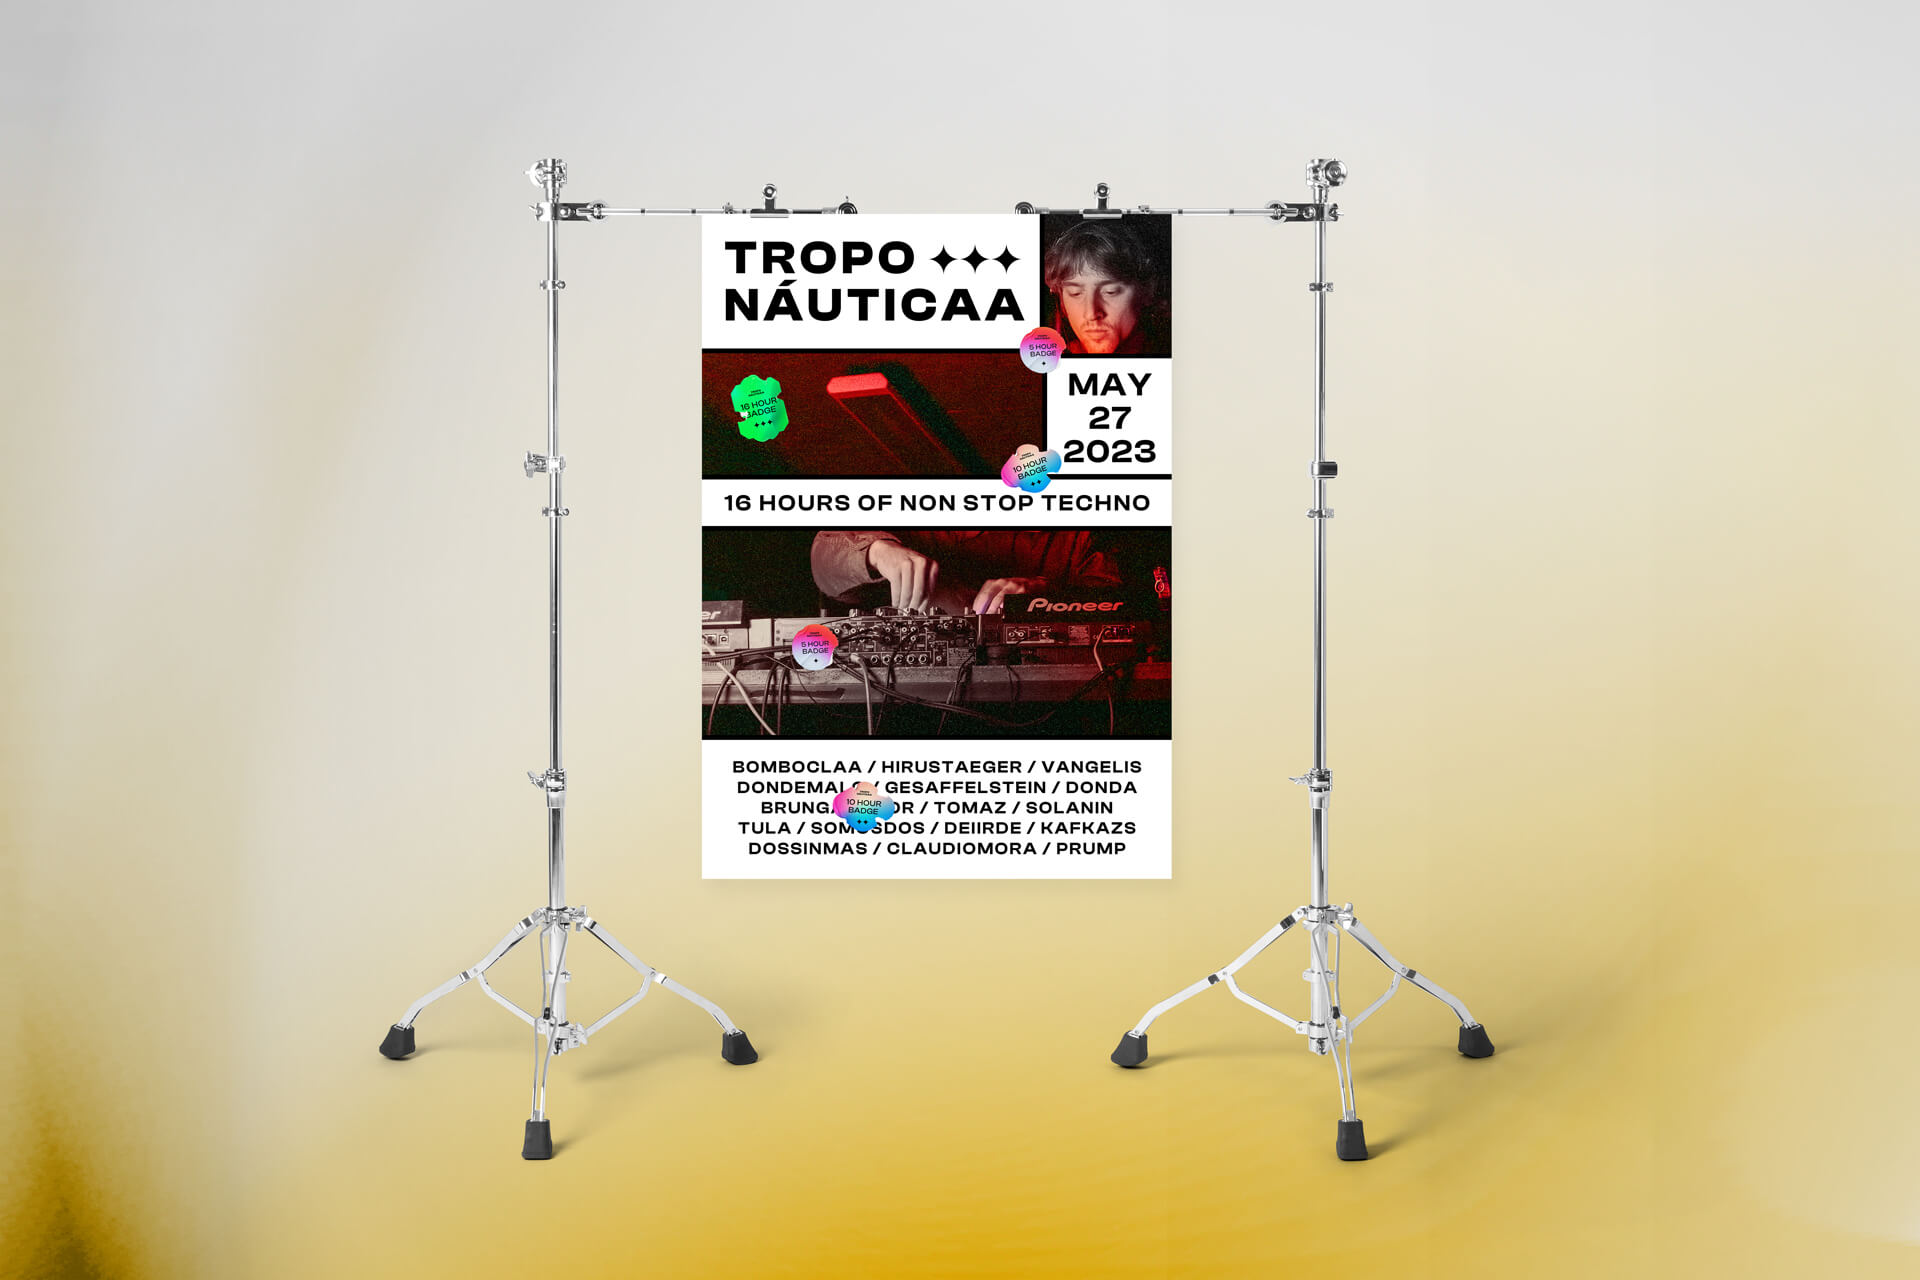 TROPO ✦✦✦
NÁUTICAA
5 HOUR
BADGE
16 HOUR
BADGE
MAY
27
2023
10 HOUR
BADGE
16 HOURS OF NON STOP TECHNO
Pioneer
5 HOUR
BADGE
BOMBOCLAA / HIRUSTAEGER / VANGELIS
/ GESAFFELSTEIN / DONDA
10 HOUR
BADGE
/ TOMAZ / SOLANIN
TULA / SOMOSDOS / DEIIRDE / KAFKAZS
DOSSINMAS / CLAUDIOMORA / PRUMP